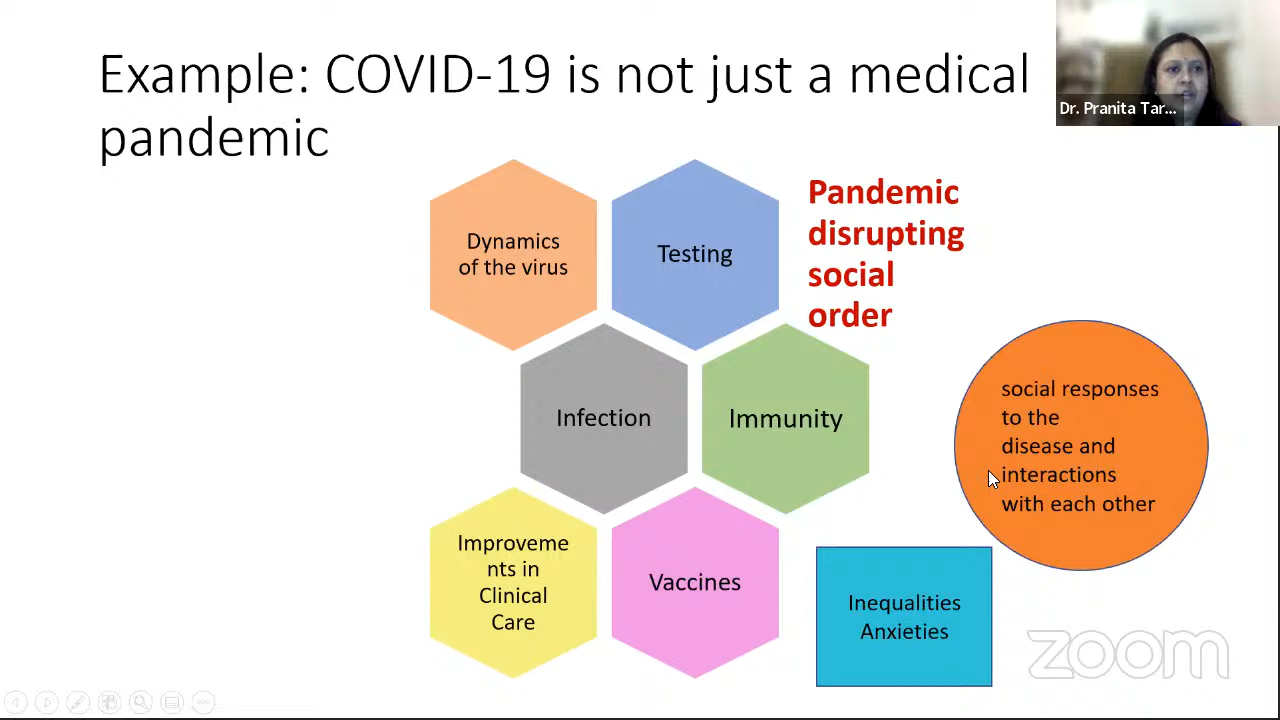 Example: COVID-19 is not just a medical
pandemic
Dr. Pranita Tar...
Dynamics
of the virus
Testing
Pandemic
disrupting
social
order
Infection
Immunity
social responses
to the
disease and
interactions
with each other
Improveme
nts in
Clinical
Care
Vaccines
Inequalities
Anxieties
zoom